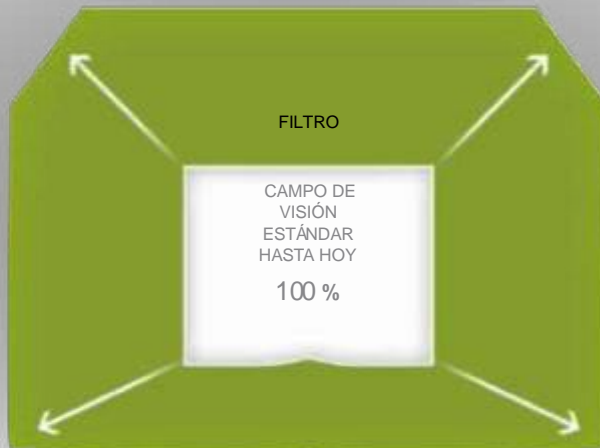 FILTRO
CAMPO DE
VISIÓN
ESTÁNDAR
HASTA HOY
100 %